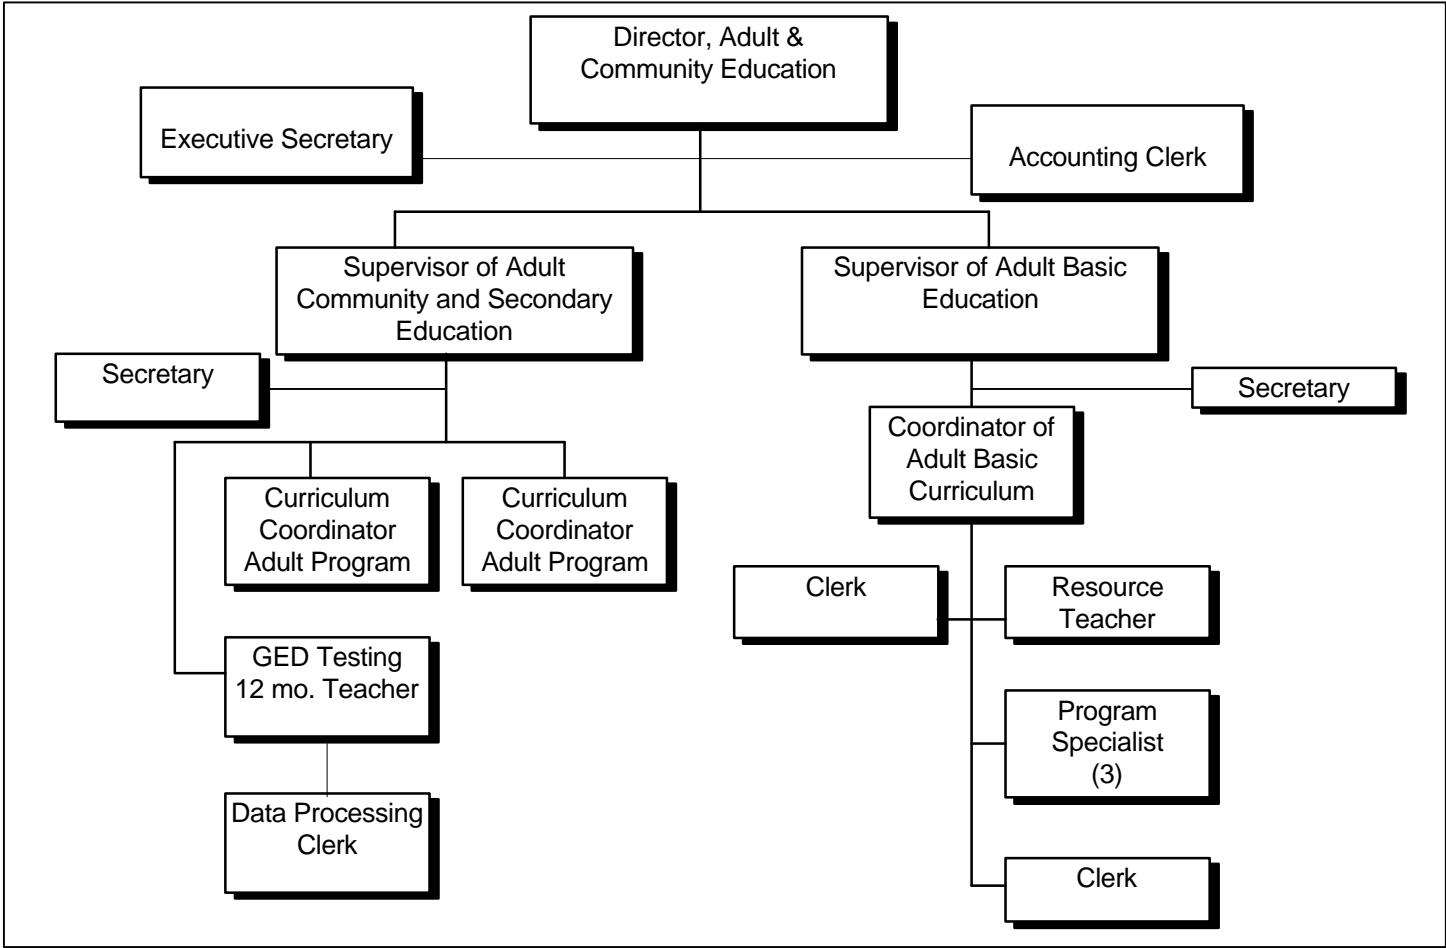 Director, Adult &
Community Education
Executive Secretary
Accounting Clerk
Supervisor of Adult
Community and Secondary
Education
Supervisor of Adult Basic
Education
Secretary
Secretary
Coordinator of
Adult Basic
Curriculum
Curriculum
Coordinator
Adult Program
Curriculum
Coordinator
Adult Program
Clerk
Resource
Teacher
GED Testing
12 mo. Teacher
Program
Specialist
(3)
Data Processing
Clerk
Clerk